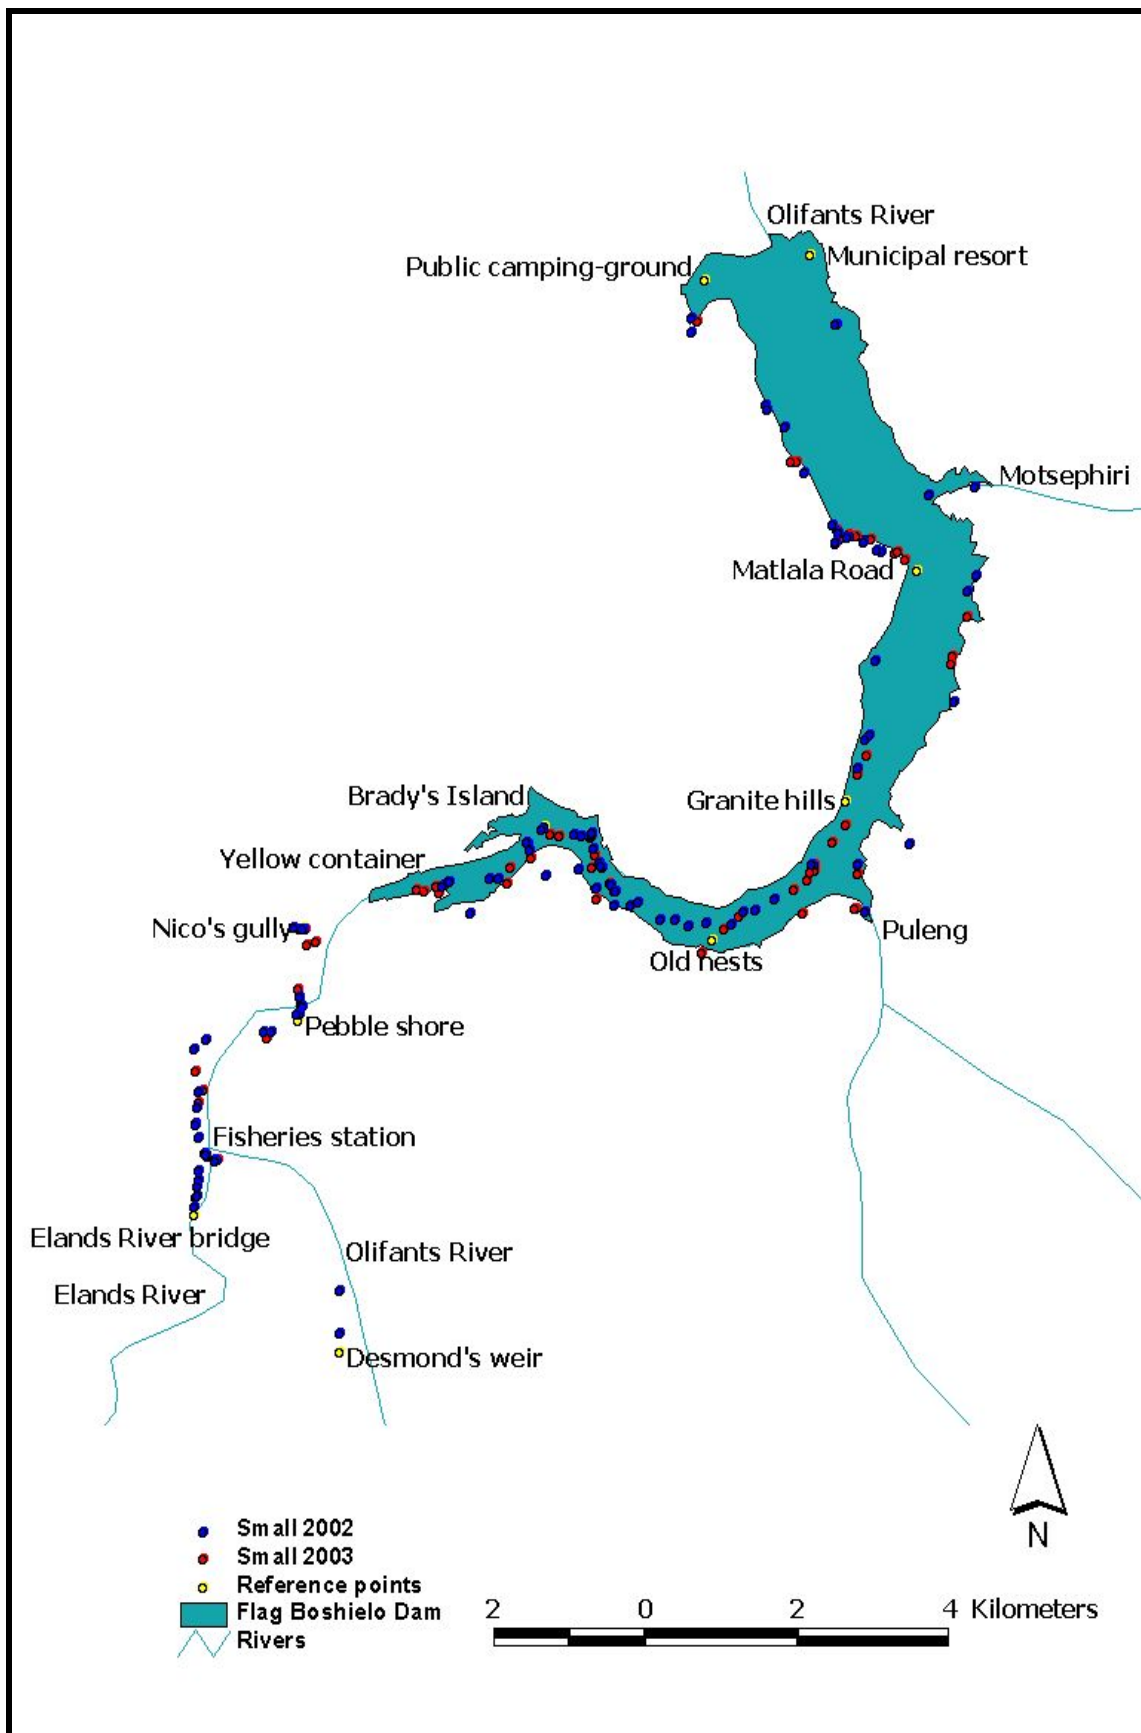 Olifants River
Municipal resort
Public camping-ground
Motsephiri
Matlala Road
Brady's Island
Granite hills
Yellow container
Nico's gully
Puleng
Old nests
Pebble shore
Fisheries station
Elands River bridge
Olifants River
Elands River
Desmond's weir
N
Small 2002
Small 2003
Reference points
Flag Boshielo Dam
Rivers
2 0 2 4 Kilometers